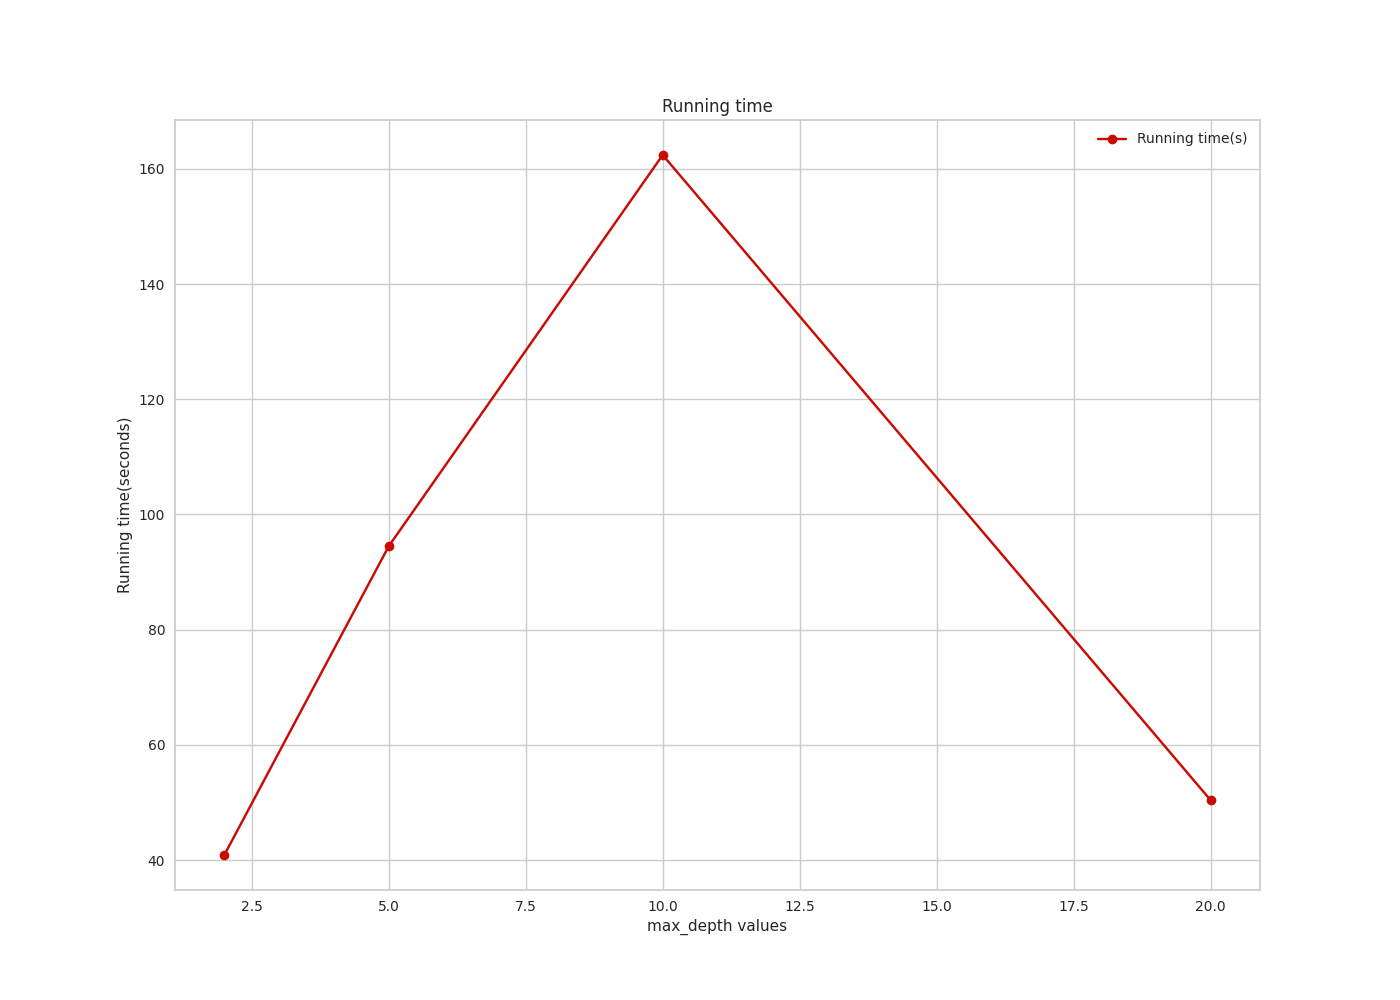 Running time
Running time(s)
160
140
120
100
80
60
40
Running time(seconds)
2.5 5.0 7.5 10.0 12.5 15.0 17.5 20.0
max_depth values